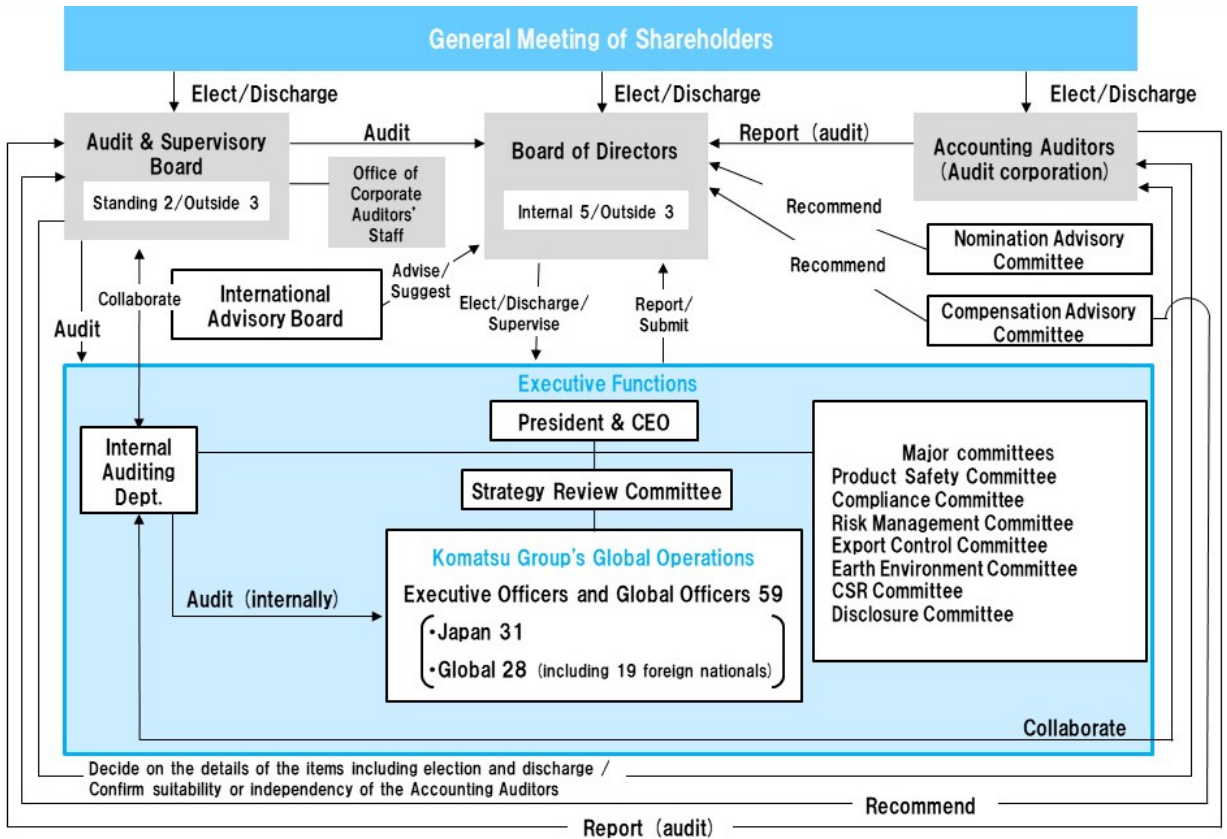 General Meeting of Shareholders
Elect/Discharge
Elect/Discharge
Elect/Discharge
Audit & Supervisory
Board
Standing 2/Outside 3
Audit
Office of
Corporate
Auditors'
Staff
Board of Directors
Internal 5/Outside 3
Report (audit)
Accounting Auditors
(Audit corporation)
Recommend
Nomination Advisory
Committee
Recommend
Compensation Advisory
Committee
Collaborate
Audit
International
Advisory Board
Advise/
Suggest
Elect/Discharge/
Supervise
Report/
Submit
Executive Functions
President & CEO
Internal
Auditing
Dept.
Strategy Review Committee
Major committees
Product Safety Committee
Compliance Committee
Risk Management Committee
Export Control Committee
Earth Environment Committee
CSR Committee
Disclosure Committee
Komatsu Group's Global Operations
Executive Officers and Global Officers 59
・Japan 31
・Global 28 (including 19 foreign nationals)
Audit (internally)
Collaborate
Decide on the details of the items including election and discharge /
Confirm suitability or independency of the Accounting Auditors
Recommend
Report (audit)